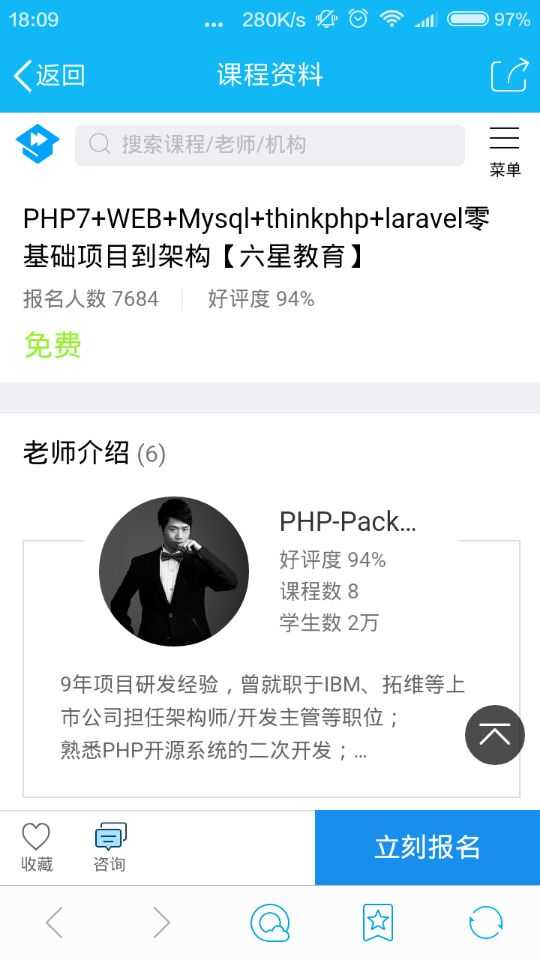 18:09
... 280K/s 97%
返回
课程资料
搜索课程/老师/机构
菜单
PHP7+WEB+Mysql+thinkphp+laravel零
基础项目到架构【六星教育】
报名人数 7684 好评度 94%
免费
老师介绍 (6)
PHP-Pack...
好评度 94%
课程数 8
学生数 2万
9年项目研发经验，曾就职于IBM、拓维等上
市公司担任架构师/开发主管等职位；
熟悉PHP开源系统的二次开发；...
收藏
咨询
立刻报名